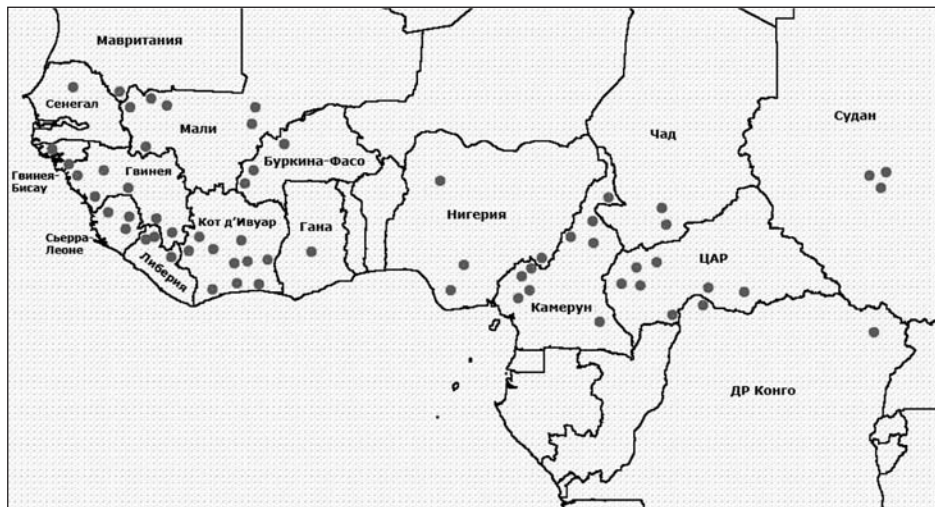 Мавритания
Сенегал
Мали
Чад
Судан
Буркина-Фасо
Гвинея
Гвинея-
Бисау
Нигерия
Кот д'Ивуар
Гана
Сьерра-
Леоне
Либерия
ЦАР
Камерун
ДР Конго